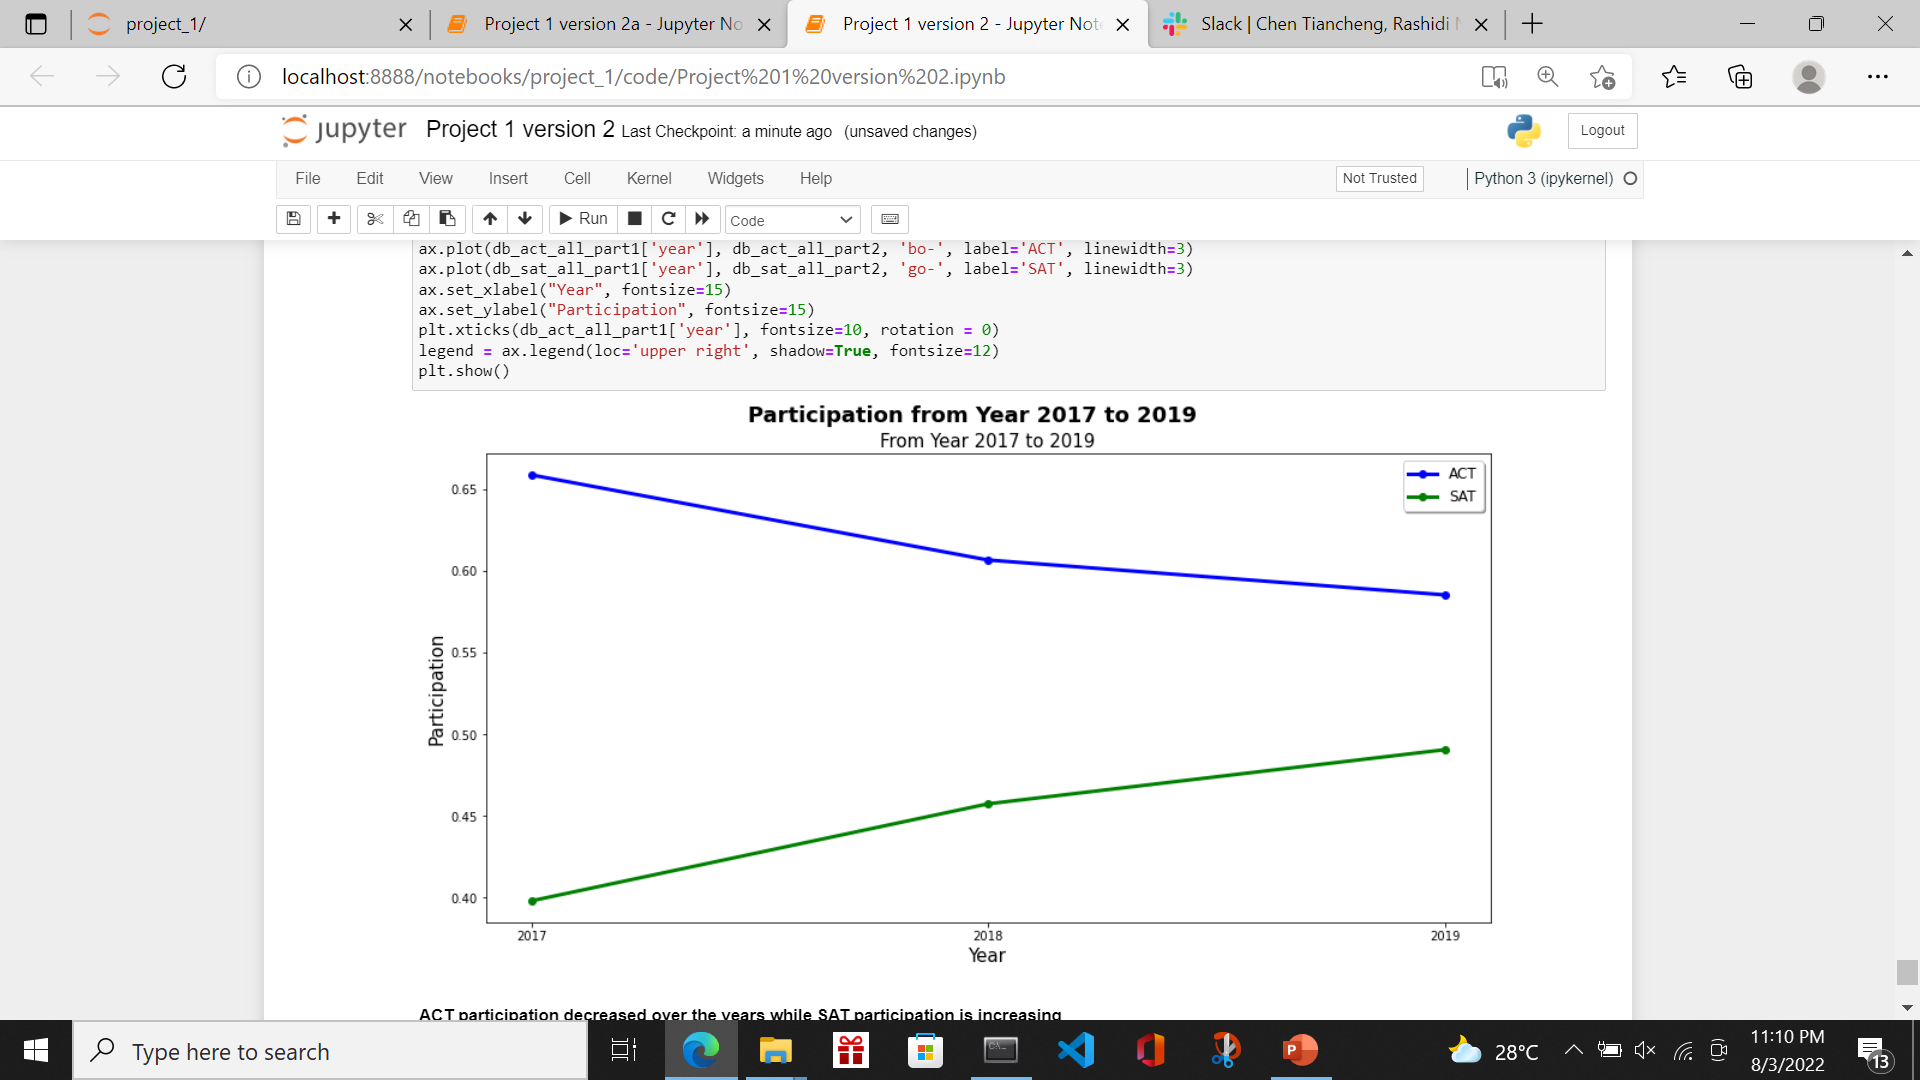 project_1/
Project 1 version 2a - Jupyter No
Project 1 version 2 - Jupyter Not
Slack | Chen Tiancheng, Rashidi
localhost:8888/notebooks/project_1/code/Project%201%20version%202.ipynb
jupyter Project 1 version 2 Last Checkpoint: a minute ago (unsaved changes)
Logout
File Edit View Insert Cell Kernel Widgets Help
Not Trusted
Python 3 (ipykernel)
Run
Code
ax.plot(db_act_all_part1['year'], db_act_all_part2, 'bo-', label='ACT', linewidth=3)
ax.plot(db_sat_all_part1['year'], db_sat_all_part2, 'go-', label='SAT', linewidth=3)
ax.set_xlabel("Year", fontsize=15)
ax.set_ylabel("Participation", fontsize=15)
plt.xticks(db_act_all_part1['year'], fontsize=10, rotation = 0)
legend = ax.legend(loc='upper right', shadow=True, fontsize=12)
plt.show()
Participation from Year 2017 to 2019
From Year 2017 to 2019
ACT
SAT
0.65
0.60
0.55
0.50
0.45
0.40
Participation
2017 2018 2019
Year
ACT participation decreased over the years while SAT participation is increasing
Type here to search
28°C
11:10 PM
8/3/2022
13